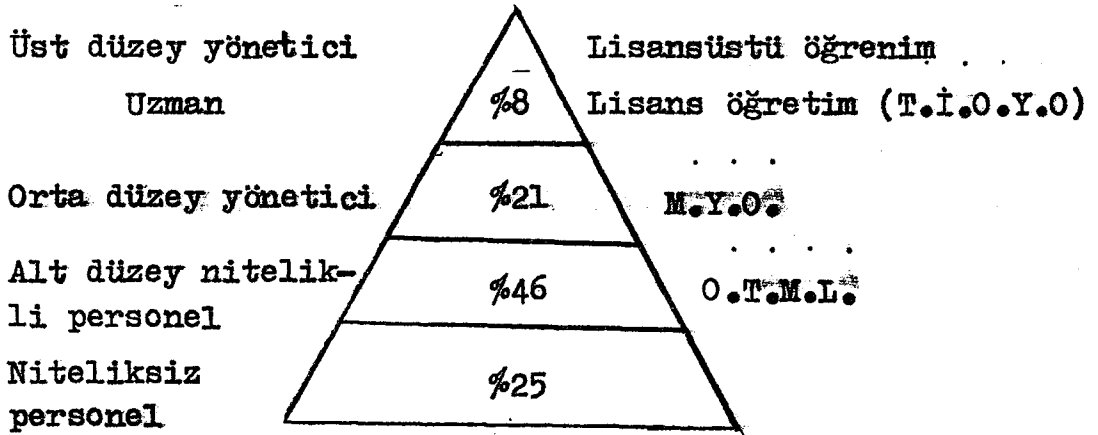 Üst düzey yönetici Lisansüstü öğrenim
Uzman %8 Lisans öğretim (T.İ.O.Y.O)
Orta düzey yönetici %21 M.Y.O.
Alt düzey nitelik-
li personel %46 O.T.M.L.
Niteliksiz
personel %25